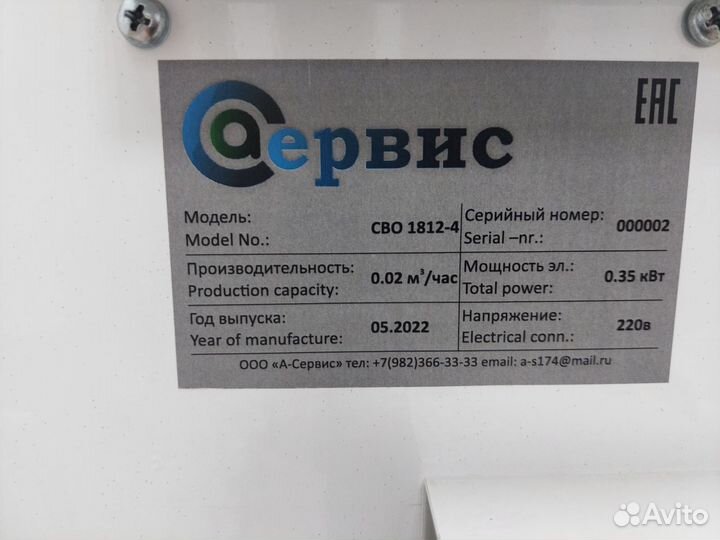 аервис
EAC
Модель:
Model No.:
СВО 1812-4
Серийный номер:
Serial –nr.:
000002
Производительность:
Production capacity:
0.02 м³/час
Мощность эл.:
Total power:
0.35 кВт
Год выпуска:
Year of manufacture:
05.2022
Напряжение:
Electrical conn.:
220в
ООО «А-Сервис» тел: +7(982)366-33-33 email: a-s174@mail.ru
Avito